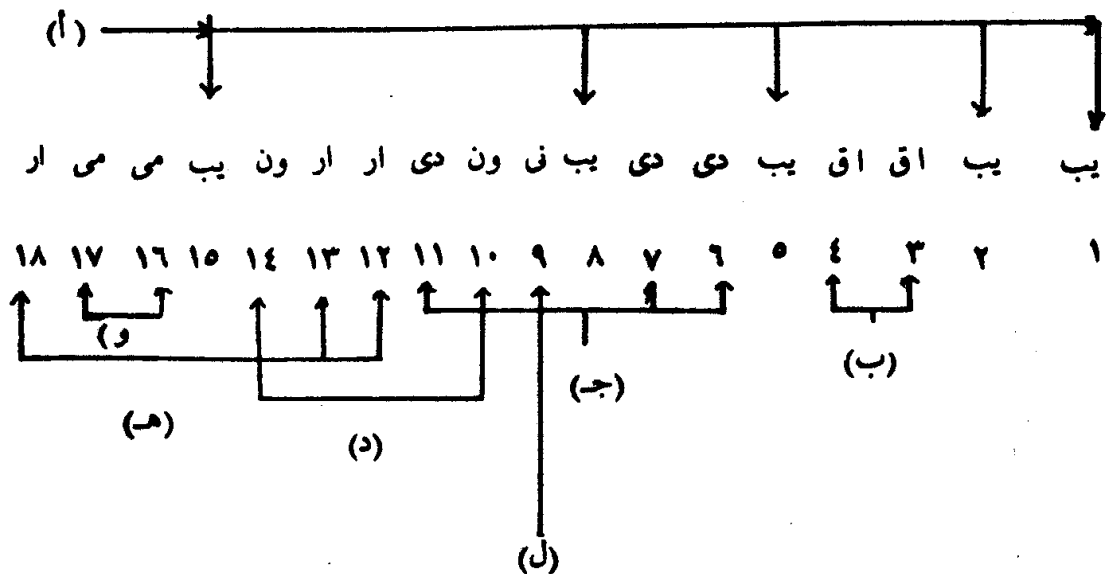 (أ)
يب يب اق اق يب دى دى يب نى ون دى ار ار ون يب مى مى ار
١ ٢ ٣ ٤ ٥ ٦ ٧ ٨ ٩ ١٠ ١١ ١٢ ١٣ ١٤ ١٥ ١٦ ١٧ ١٨
و)
(ب)
(جـ)
(هـ)
(د)
(ل)